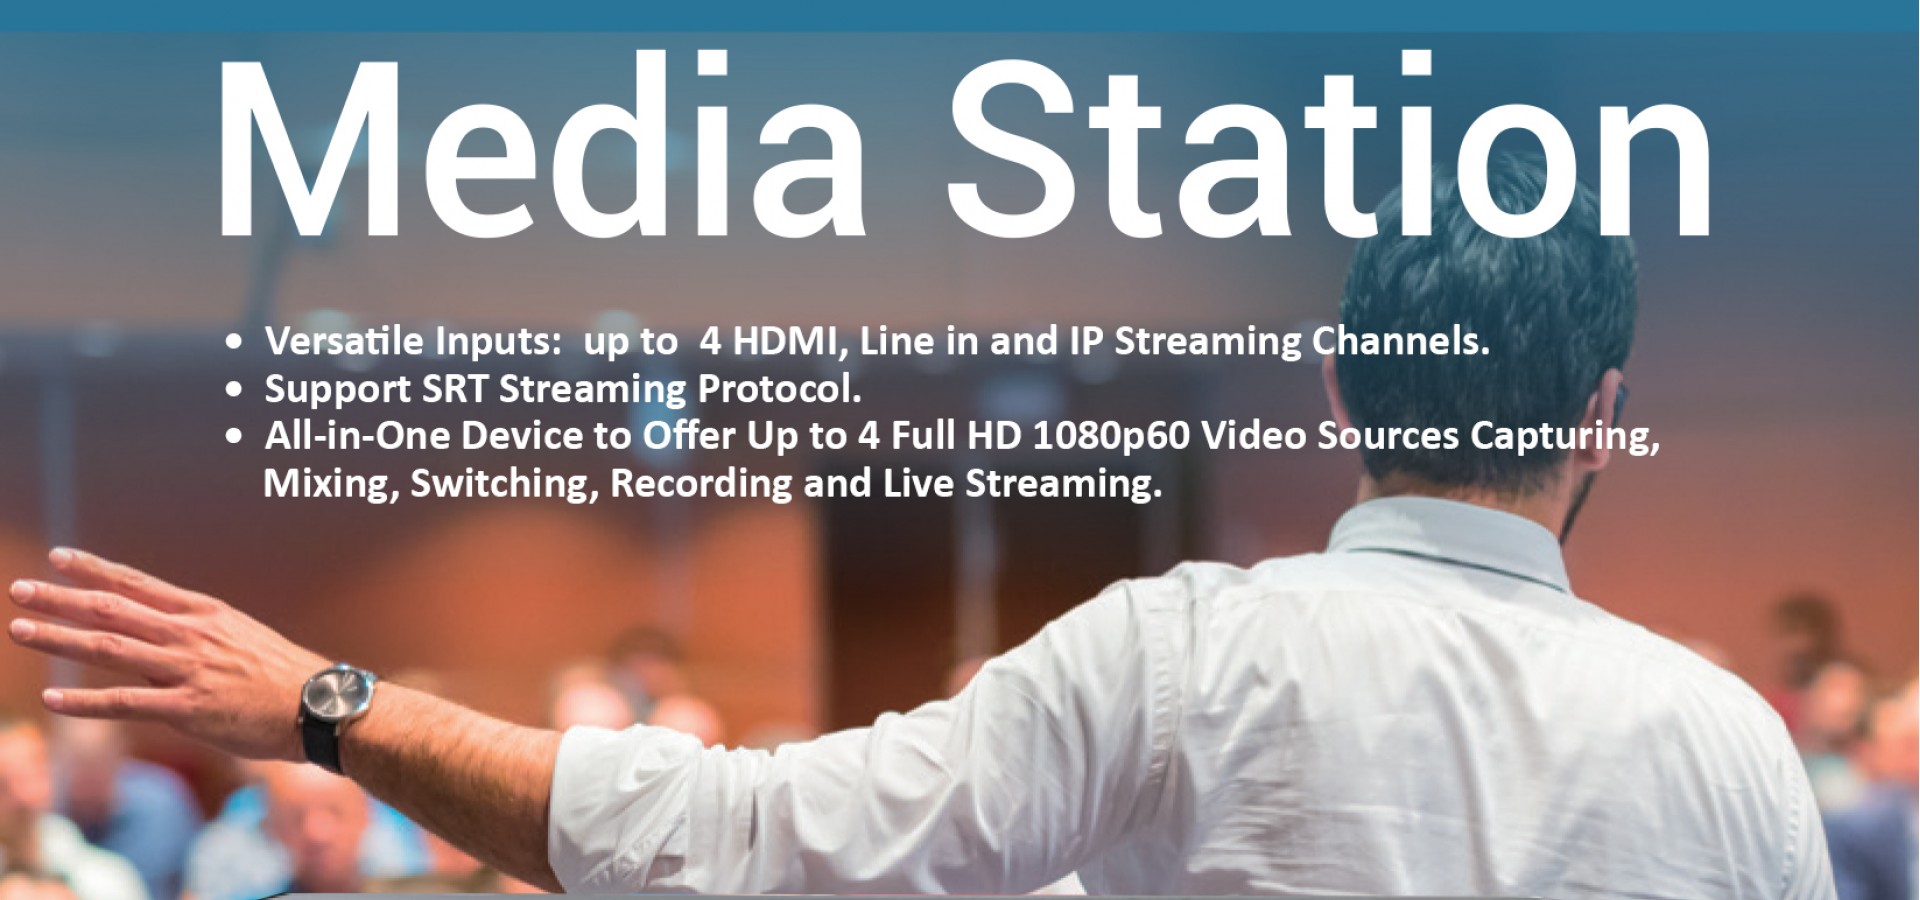 Media Station
• Versatile Inputs:  up to  4 HDMI, Line in and IP Streaming Channels.
• Support SRT Streaming Protocol.
• All-in-One Device to Offer Up to 4 Full HD 1080p60 Video Sources Capturing,
Mixing, Switching, Recording and Live Streaming.